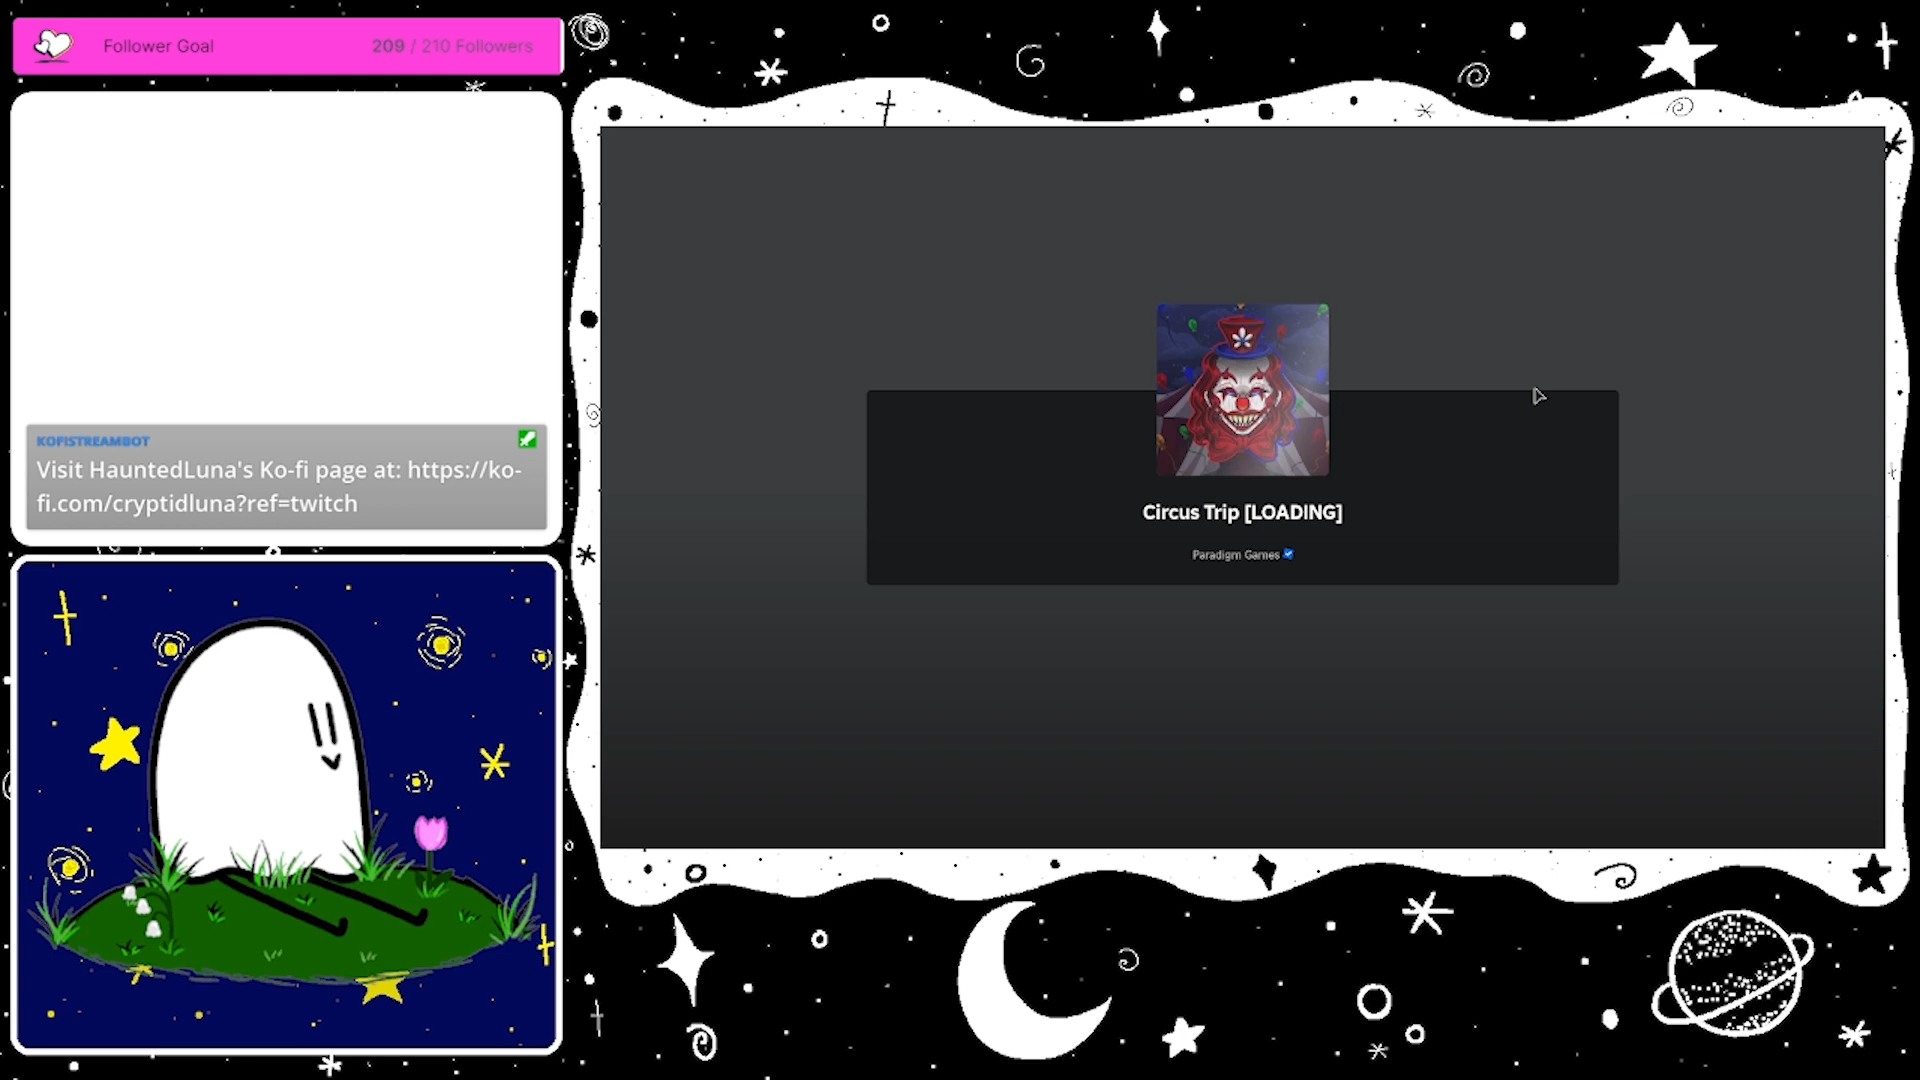 Follower Goal
209 / 210 Followers
KOFISTREAMBOT
Visit HauntedLuna's Ko-fi page at: https://ko-
fi.com/cryptidluna?ref=twitch
Circus Trip [LOADING]
Paradigm Games